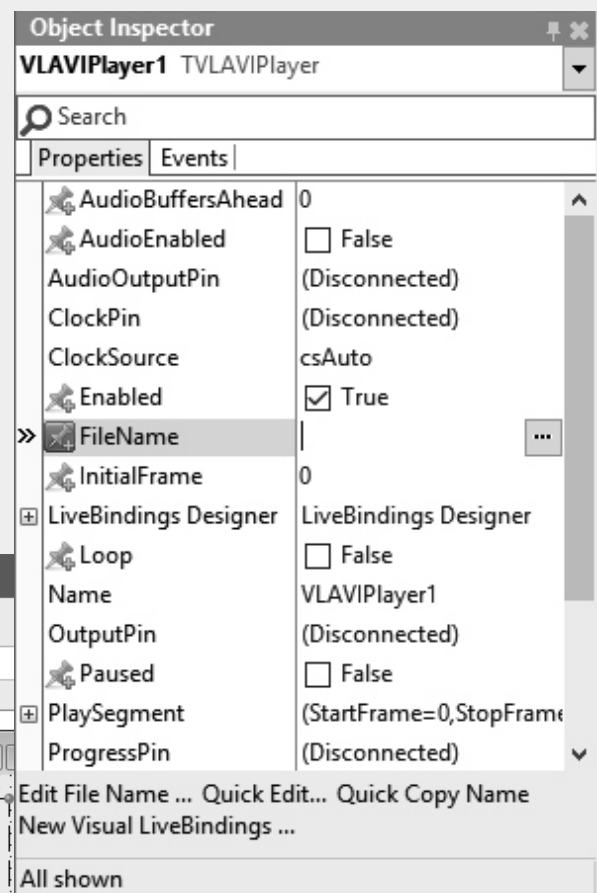 Object Inspector
VLAVIPlayer1 TVLAVIPlayer
Search
Properties Events
AudioBuffersAhead 0
AudioEnabled False
AudioOutputPin (Disconnected)
ClockPin (Disconnected)
ClockSource csAuto
Enabled True
FileName ...
InitialFrame 0
LiveBindings Designer LiveBindings Designer
Loop False
Name VLAVIPlayer1
OutputPin (Disconnected)
Paused False
PlaySegment (StartFrame=0,StopFrame
ProgressPin (Disconnected)
Edit File Name ... Quick Edit... Quick Copy Name
New Visual LiveBindings ...
All shown